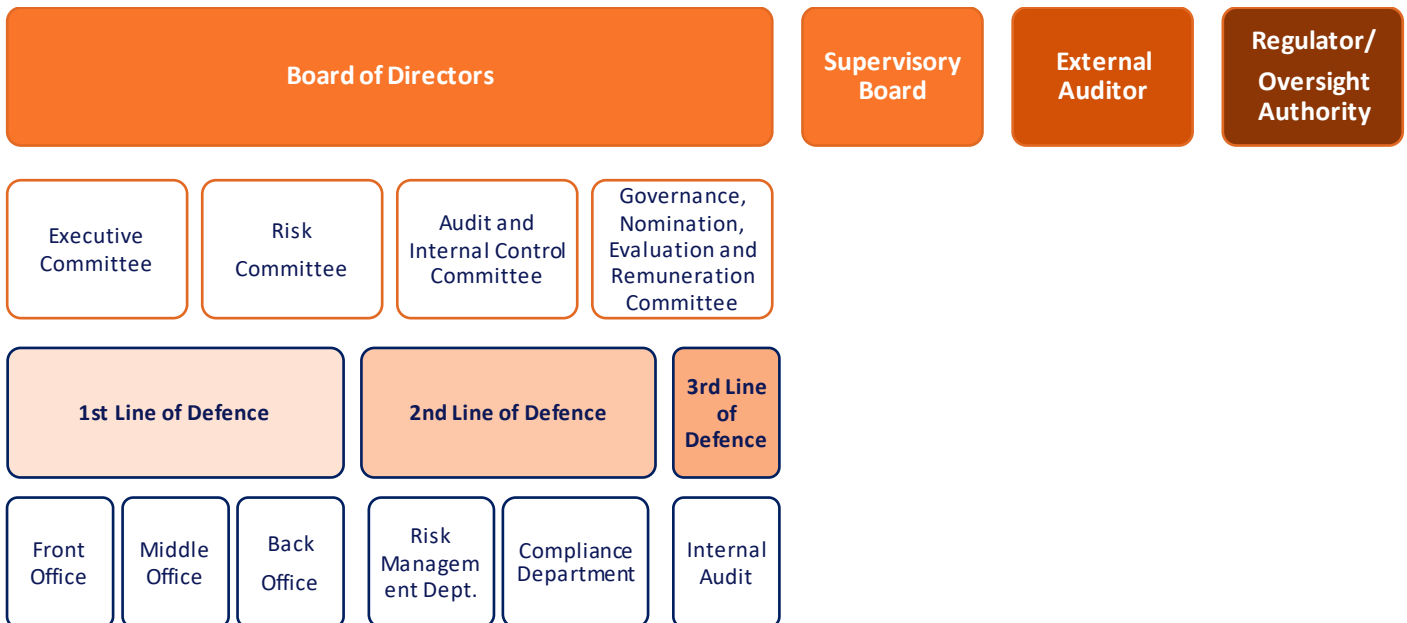 Board of Directors
Supervisory
Board
External
Auditor
Regulator/
Oversight
Authority
Executive
Committee
Risk
Committee
Audit and
Internal Control
Committee
Governance,
Nomination,
Evaluation and
Remuneration
Committee
1st Line of Defence
2nd Line of Defence
3rd Line
of
Defence
Front
Office
Middle
Office
Back
Office
Risk
Managem
ent Dept.
Compliance
Department
Internal
Audit